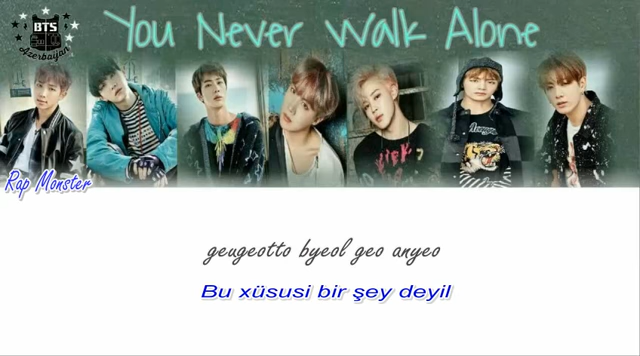 You Never Walk Alone
BTS
Azerbaijan
Rap Monster
geugeotto byeol geo anyeo
Bu xüsusi bir şey deyil